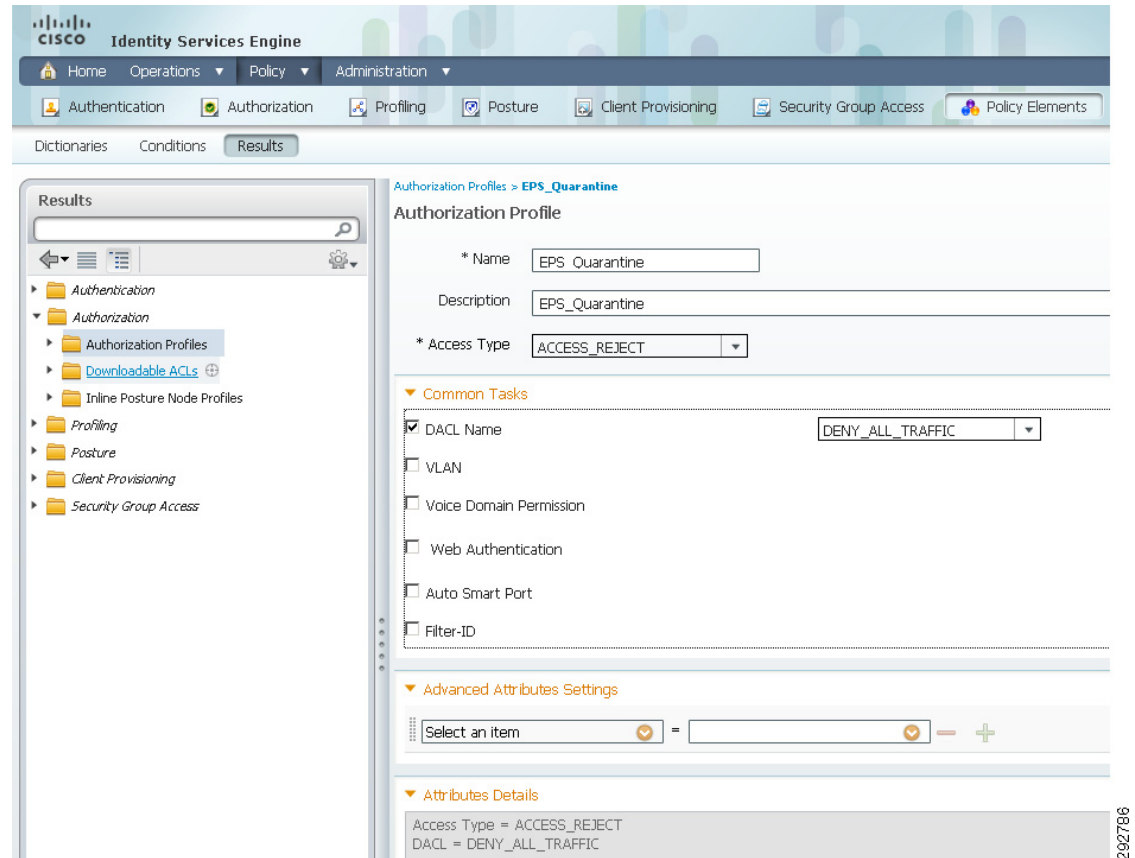 CISCO Identity Services Engine
Home Operations Policy Administration
Authentication Authorization Profiling Posture Client Provisioning Security Group Access Policy Elements
Dictionaries Conditions Results
Results
Authentication
Authorization
Authorization Profiles
Downloadable ACLs
Inline Posture Node Profiles
Profiling
Posture
Client Provisioning
Security Group Access
Authorization Profiles > EPS_Quarantine
Authorization Profile
* Name EPS_Quarantine
Description EPS_Quarantine
* Access Type ACCESS_REJECT
Common Tasks
DACL Name DENY_ALL_TRAFFIC
VLAN
Voice Domain Permission
Web Authentication
Auto Smart Port
Filter-ID
Advanced Attributes Settings
Select an item =
Attributes Details
Access Type = ACCESS_REJECT
DACL = DENY_ALL_TRAFFIC
292786